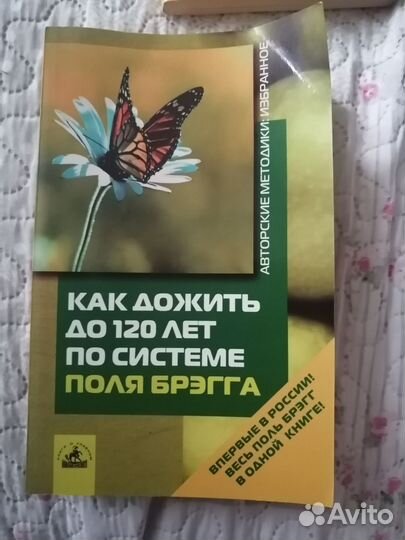 АВТОРСКИЕ МЕТОДИКИ: ИЗБРАННОЕ
КАК ДОЖИТЬ
ДО 120 ЛЕТ
ПО СИСТЕМЕ
ПОЛЯ БРЭГГА
ВПЕРВЫЕ В РОССИИ!
ВЕСЬ ПОЛЬ БРЭГГ
В ОДНОЙ КНИГЕ!
Avito